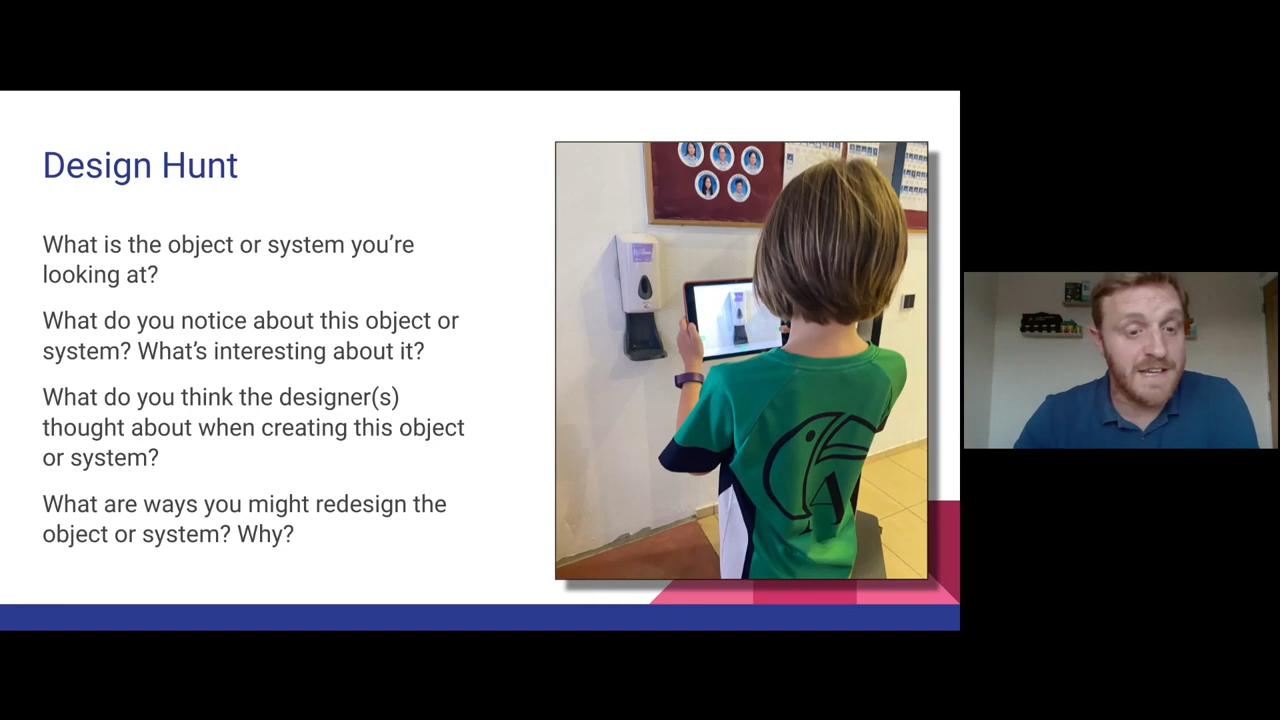 Design Hunt
What is the object or system you're
looking at?
What do you notice about this object or
system? What's interesting about it?
What do you think the designer(s)
thought about when creating this object
or system?
What are ways you might redesign the
object or system? Why?
A